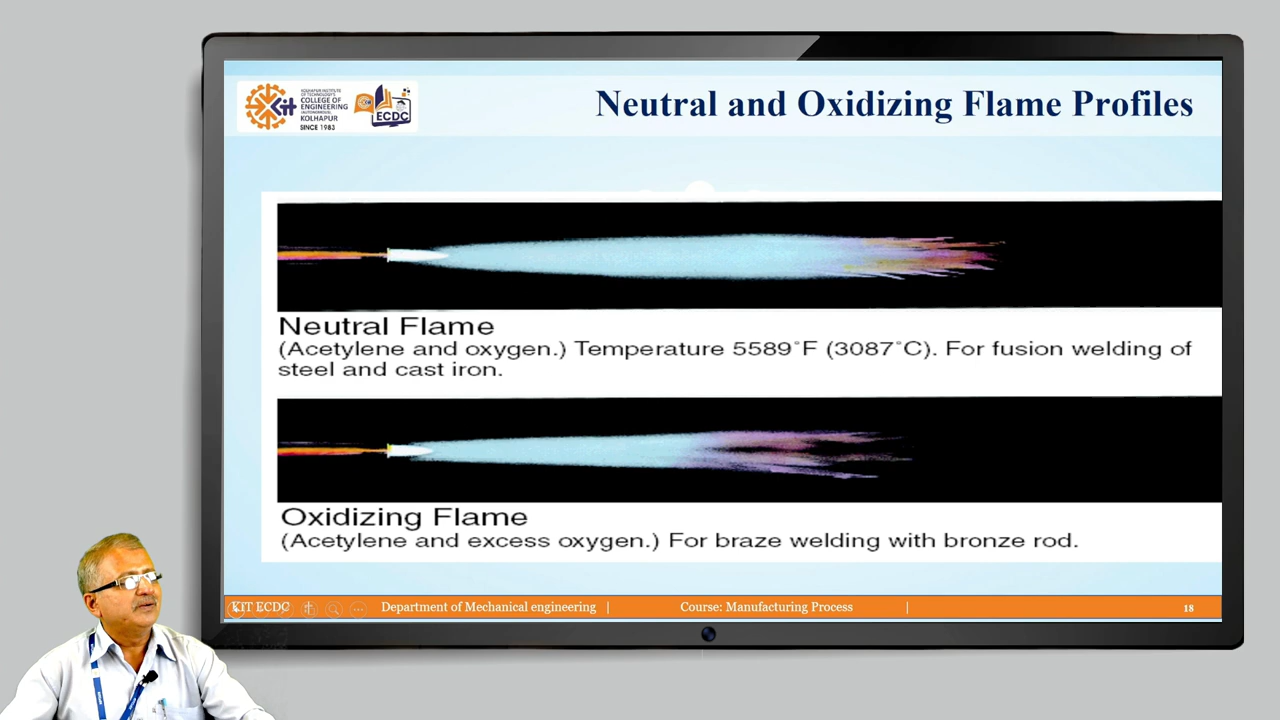 KOLHAPUR INSTITUTE
OF TECHNOLOGY'S
COLLEGE OF
ENGINEERING
(AUTONOMOUS),
KOLHAPUR
SINCE 1983
Kit
ECDC
Neutral and Oxidizing Flame Profiles
Neutral Flame
(Acetylene and oxygen.) Temperature 5589°F (3087°C). For fusion welding of
steel and cast iron.
Oxidizing Flame
(Acetylene and excess oxygen.) For braze welding with bronze rod.
KIT ECDC Department of Mechanical engineering | Course: Manufacturing Process | 18